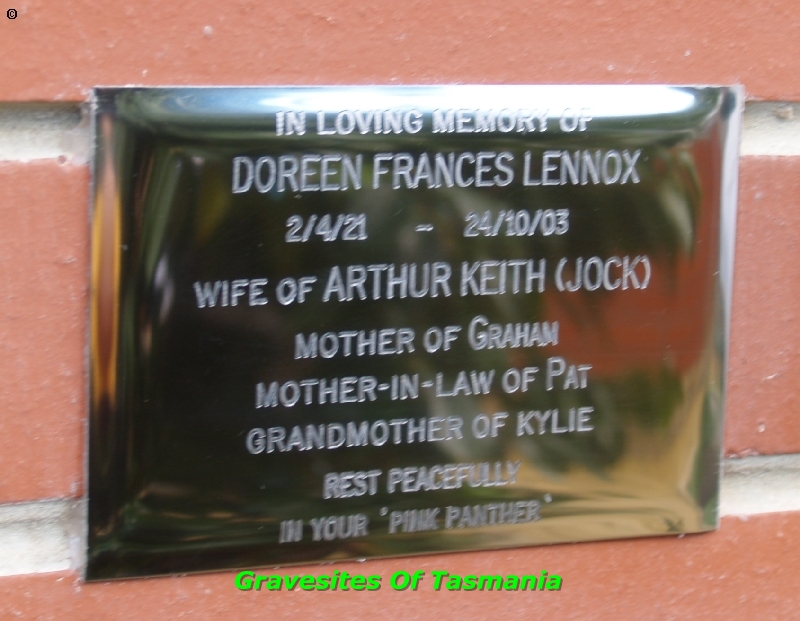 ©
IN LOVING MEMORY OF
DOREEN FRANCES LENNOX
2/4/21 – 24/10/03
WIFE OF ARTHUR KEITH (JOCK)
MOTHER OF GRAHAM
MOTHER-IN-LAW OF PAT
GRANDMOTHER OF KYLIE
REST PEACEFULLY
IN YOUR "PINK PANTHER"
Gravesites Of Tasmania